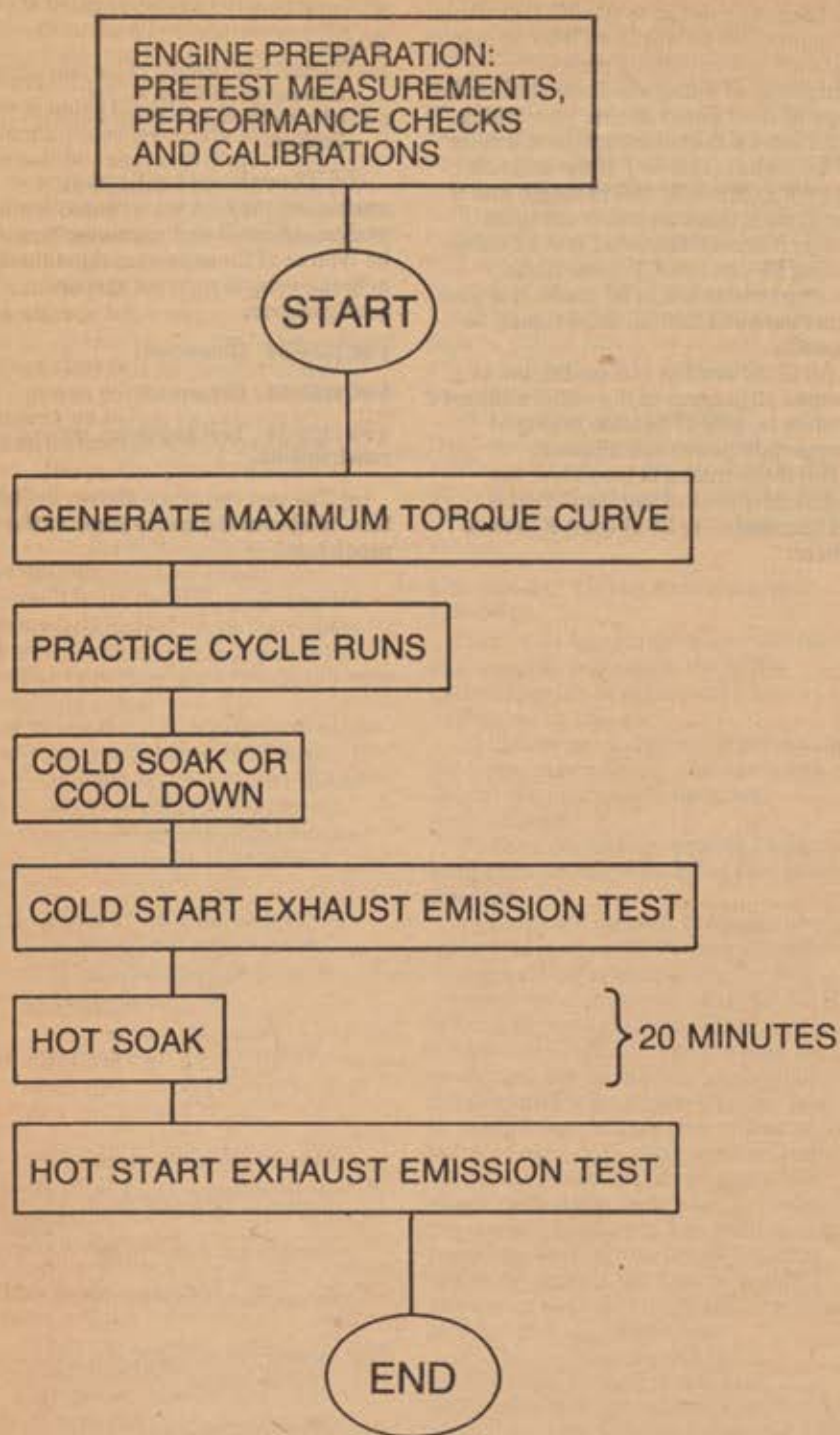 ENGINE PREPARATION:
PRETEST MEASUREMENTS,
PERFORMANCE CHECKS
AND CALIBRATIONS
START
GENERATE MAXIMUM TORQUE CURVE
PRACTICE CYCLE RUNS
COLD SOAK OR
COOL DOWN
COLD START EXHAUST EMISSION TEST
HOT SOAK
20 MINUTES
HOT START EXHAUST EMISSION TEST
END